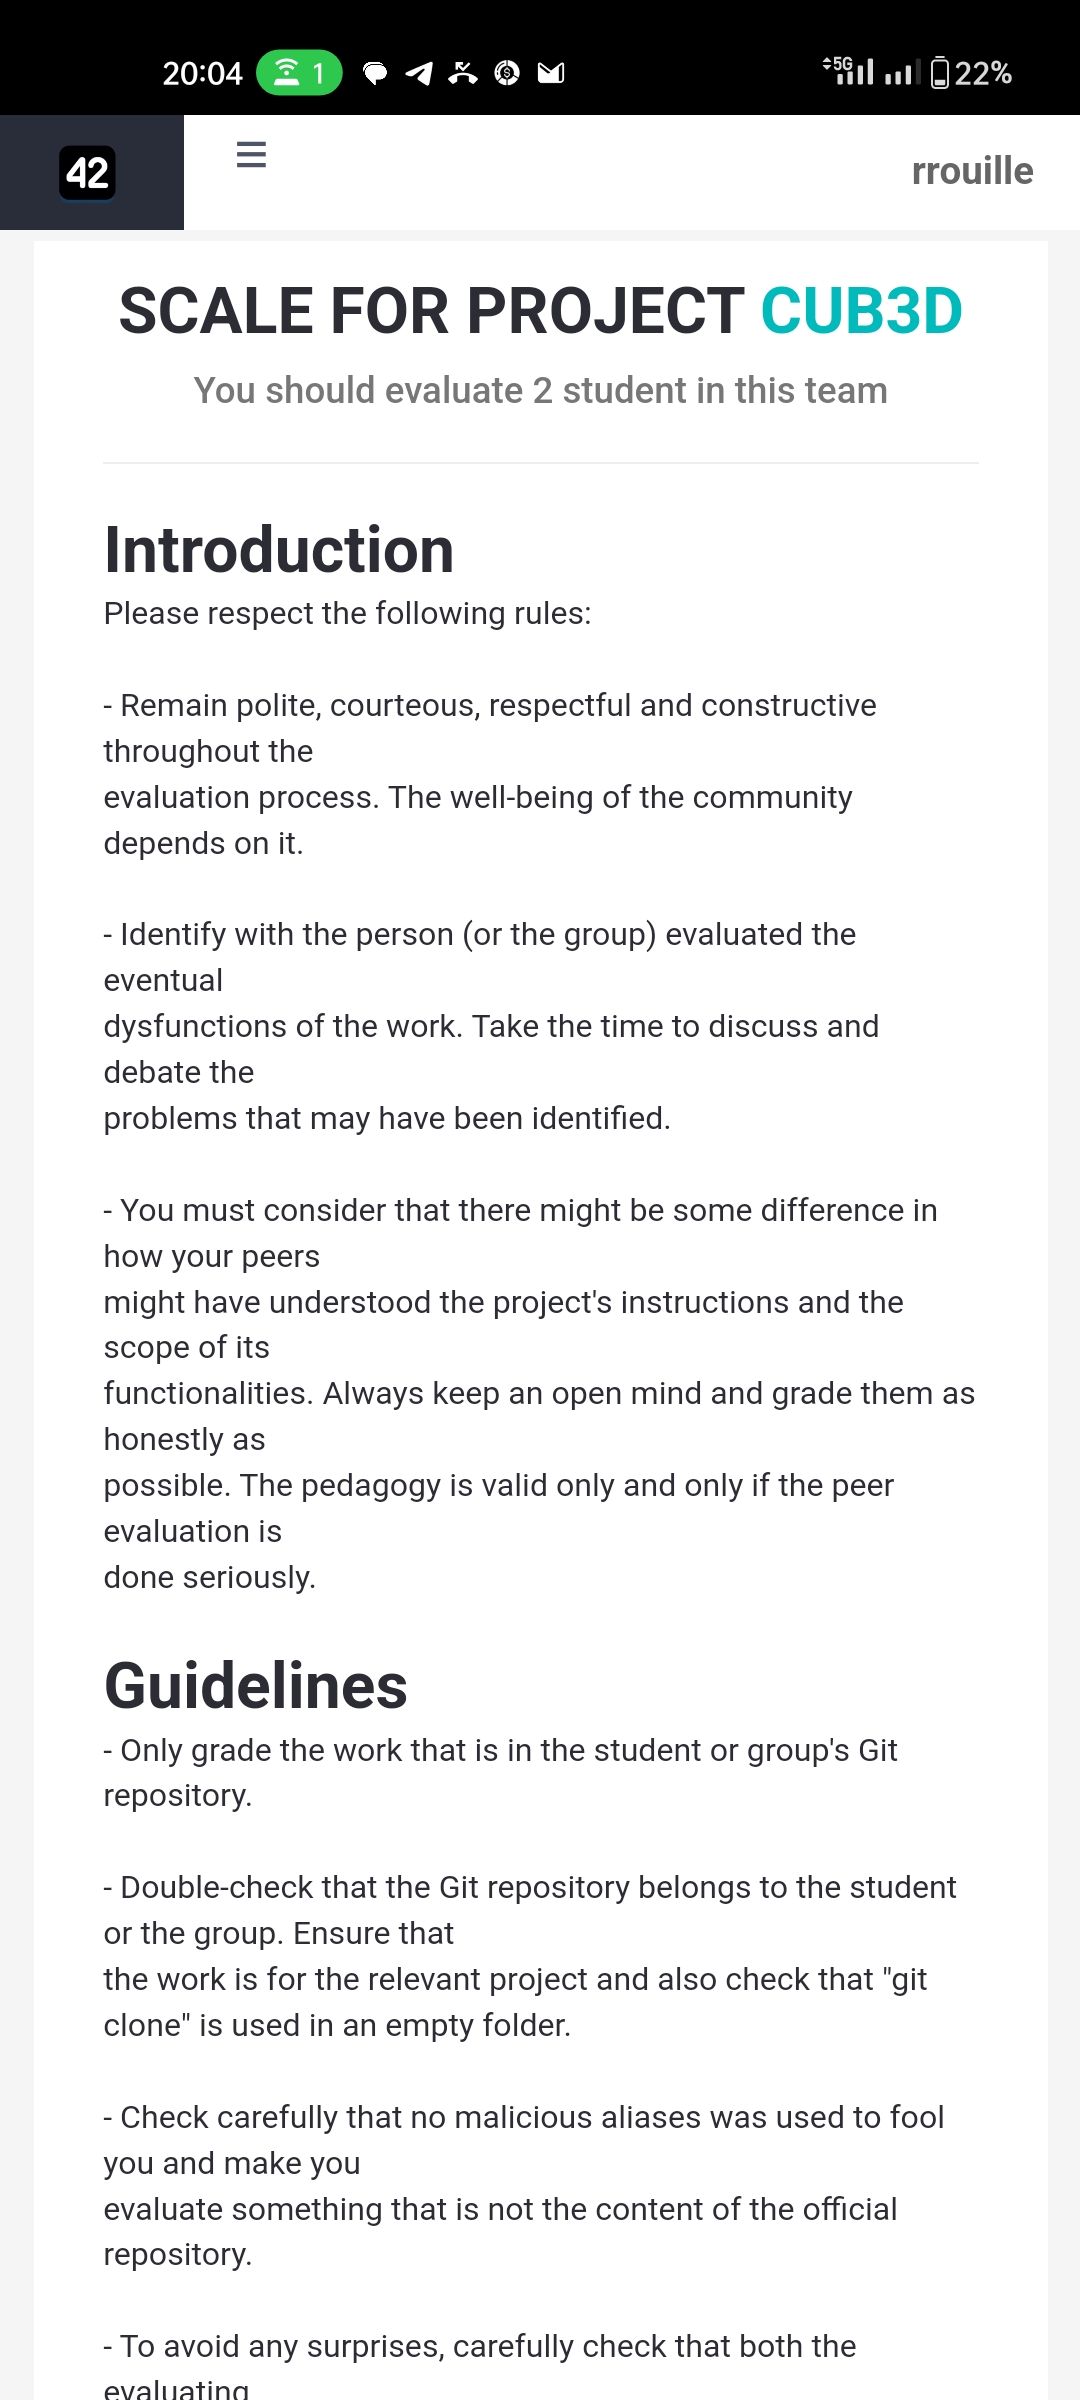 20:04 1 5G 22%
42 rrouille
SCALE FOR PROJECT CUB3D
You should evaluate 2 student in this team
Introduction
Please respect the following rules:
- Remain polite, courteous, respectful and constructive
throughout the
evaluation process. The well-being of the community
depends on it.
- Identify with the person (or the group) evaluated the
eventual
dysfunctions of the work. Take the time to discuss and
debate the
problems that may have been identified.
- You must consider that there might be some difference in
how your peers
might have understood the project's instructions and the
scope of its
functionalities. Always keep an open mind and grade them as
honestly as
possible. The pedagogy is valid only and only if the peer
evaluation is
done seriously.
Guidelines
- Only grade the work that is in the student or group's Git
repository.
- Double-check that the Git repository belongs to the student
or the group. Ensure that
the work is for the relevant project and also check that "git
clone" is used in an empty folder.
- Check carefully that no malicious aliases was used to fool
you and make you
evaluate something that is not the content of the official
repository.
- To avoid any surprises, carefully check that both the
evaluating